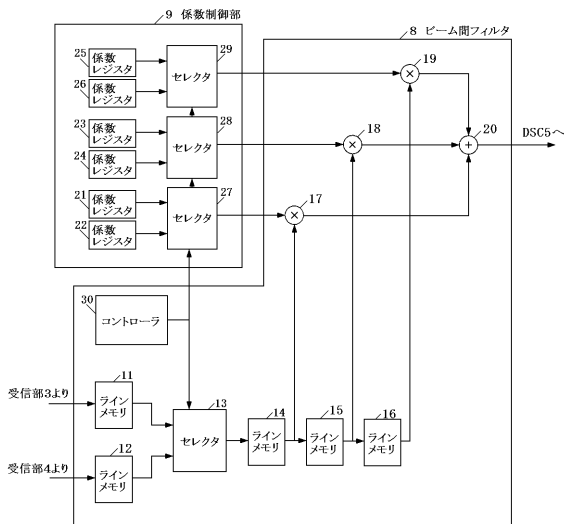 9 係数制御部
8 ビーム間フィルタ
25
係数
レジスタ
26
係数
レジスタ
29
セレクタ
23
係数
レジスタ
24
係数
レジスタ
28
セレクタ
21
係数
レジスタ
22
係数
レジスタ
27
セレクタ
×
19
×
18
×
17
+
20
DSC5へ
30
コントローラ
受信部3より
11
ライン
メモリ
受信部4より
12
ライン
メモリ
13
セレクタ
14
ライン
メモリ
15
ライン
メモリ
16
ライン
メモリ